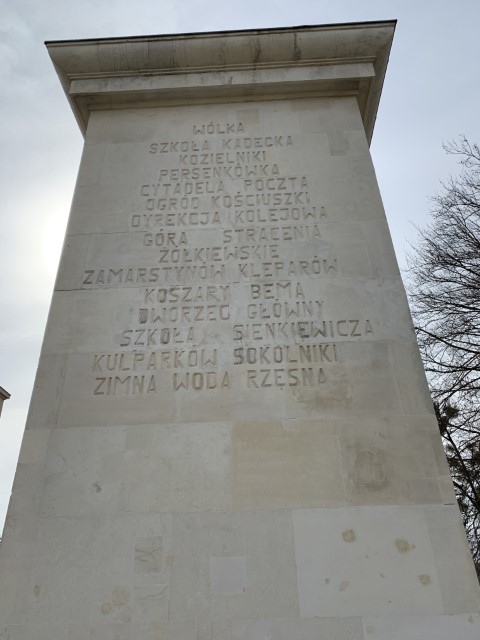 WÓLKA
SZKOŁA KADECKA
KOZIELNIKI
PERSENKÓWKA
CYTADELA POCZTA
OGRÓD KOŚCIUSZKI
DYREKCJA KOLEJOWA
GÓRA STRACENIA
ŻÓŁKIEWSKIE
ZAMARSTYNÓW KLEPARÓW
KOSZARY BEMA
DWORZEC GŁÓWNY
SZKOŁA SIENKIEWICZA
KULPARKÓW SOKOLNIKI
ZIMNA WODA RZĘSNA